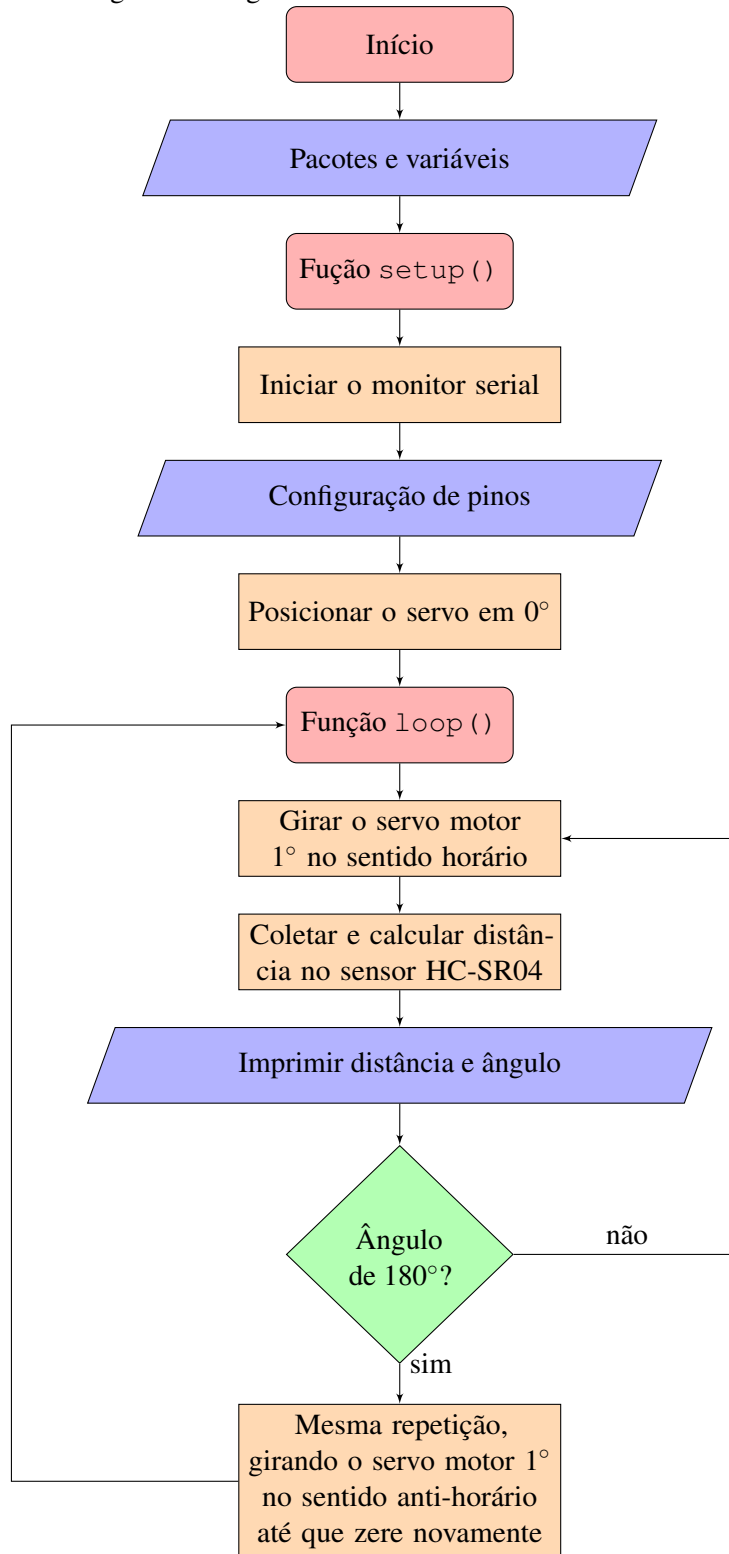 Início
Pacotes e variáveis
Fução setup()
Iniciar o monitor serial
Configuração de pinos
Posicionar o servo em 0°
Função loop()
Girar o servo motor
1° no sentido horário
Coletar e calcular distân-
cia no sensor HC-SR04
Imprimir distância e ângulo
Ângulo
de 180°?
não
sim
Mesma repetição,
girando o servo motor 1°
no sentido anti-horário
até que zere novamente